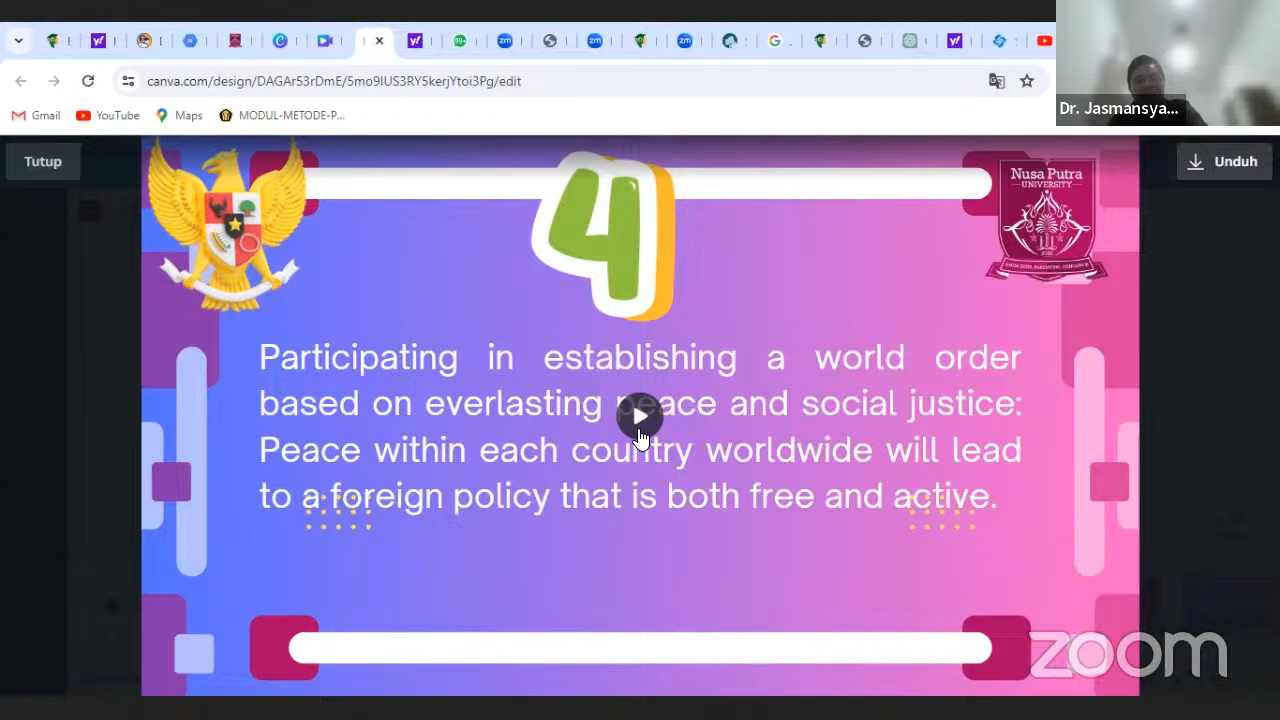 canva.com/design/DAGAr53rDmE/5mo9IUS3RY5kerjYtoi3Pg/edit
Gmail
YouTube
Maps
MODUL-METODE-P...
Dr. Jasmansya...
Tutup
Unduh
4
Nusa Putra
UNIVERSITY
Participating in establishing a world order
based on everlasting peace and social justice:
Peace within each country worldwide will lead
to a foreign policy that is both free and active.
zoom